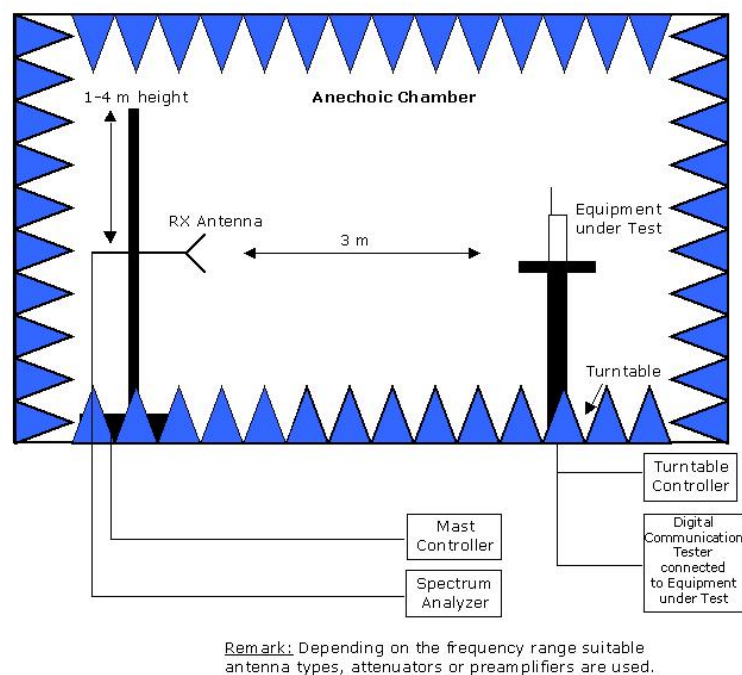 Anechoic Chamber
1-4 m height
RX Antenna
3 m
Equipment
under Test
Turntable
Turntable
Controller
Mast
Controller
Spectrum
Analyzer
Digital
Communication
Tester
connected
to Equipment
under Test
Remark: Depending on the frequency range suitable
antenna types, attenuators or preamplifiers are used.